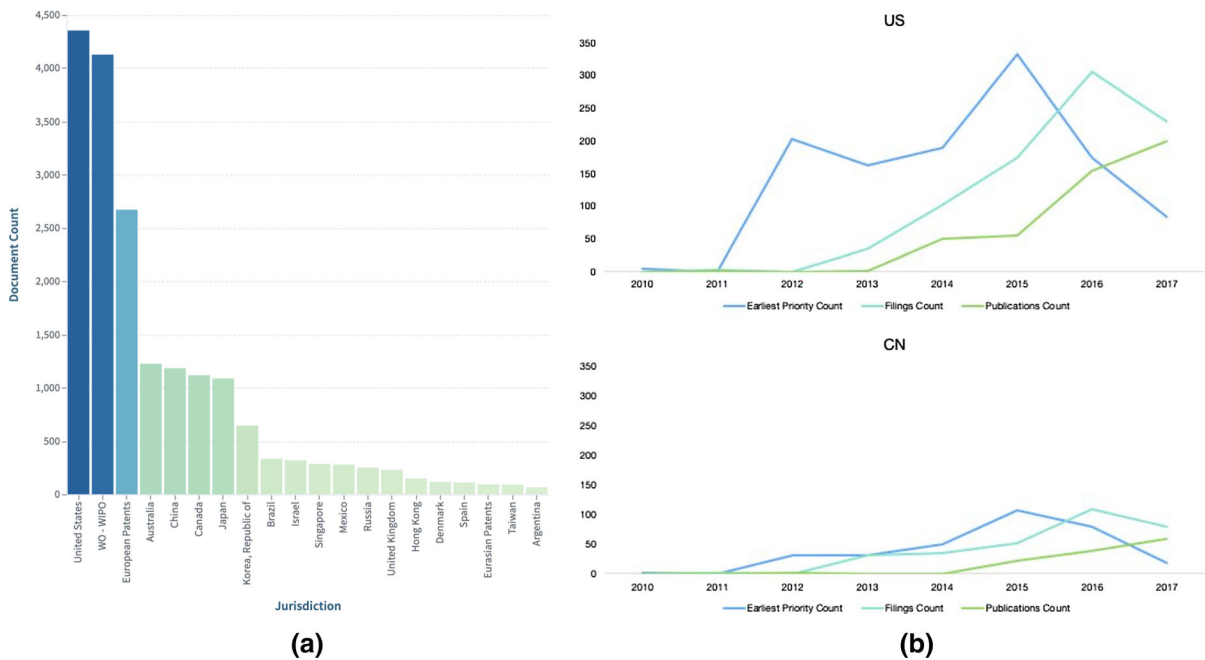 4,500
4,000
3,500
3,000
2,500
2,000
1,500
1,000
500
0
Document Count
United States
WO - WIPO
European Patents
Australia
China
Canada
Japan
Korea, Republic of
Brazil
Israel
Singapore
Mexico
Russia
United Kingdom
Hong Kong
Denmark
Spain
Eurasian Patents
Taiwan
Argentina
Jurisdiction
(a)
US
350
300
250
200
150
100
50
0
2010 2011 2012 2013 2014 2015 2016 2017
Earliest Priority Count Filings Count Publications Count
CN
350
300
250
200
150
100
50
0
2010 2011 2012 2013 2014 2015 2016 2017
Earliest Priority Count Filings Count Publications Count
(b)